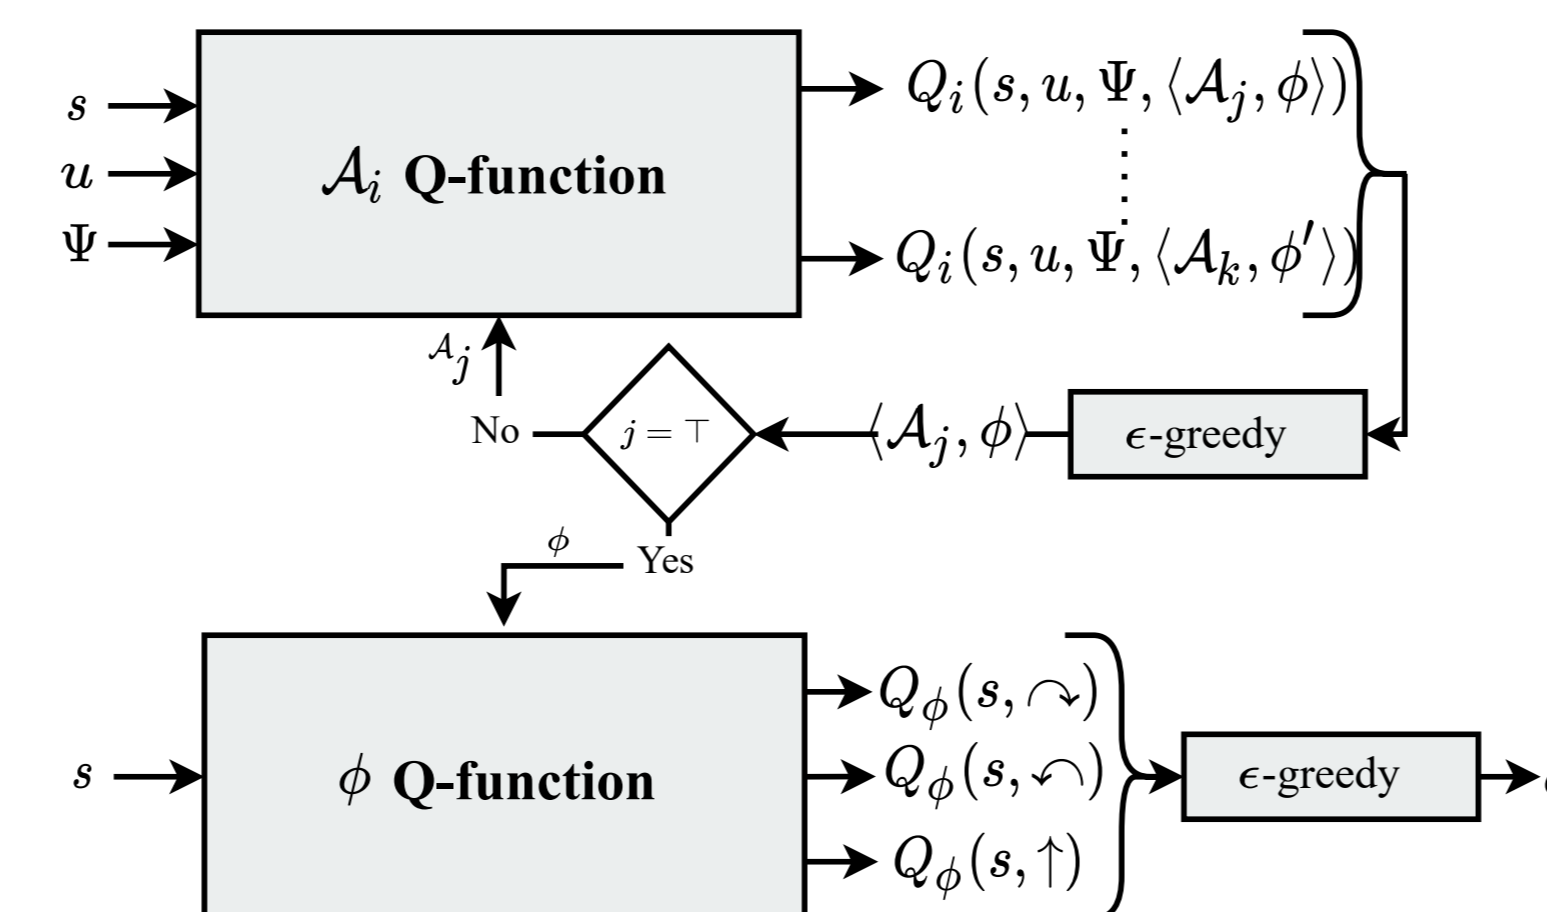 s
u
Ψ
𝒜ᵢ Q-function
Qᵢ(s, u, Ψ, ⟨𝒜ⱼ, ϕ⟩)
⋮
Qᵢ(s, u, Ψ, ⟨𝒜ₖ, ϕ′⟩)
𝒜ⱼ
No
j = ⊤
⟨𝒜ⱼ, ϕ⟩
ϵ-greedy
ϕ
Yes
s
ϕ Q-function
Q_ϕ(s, ↷)
Q_ϕ(s, ↶)
Q_ϕ(s, ↑)
ϵ-greedy